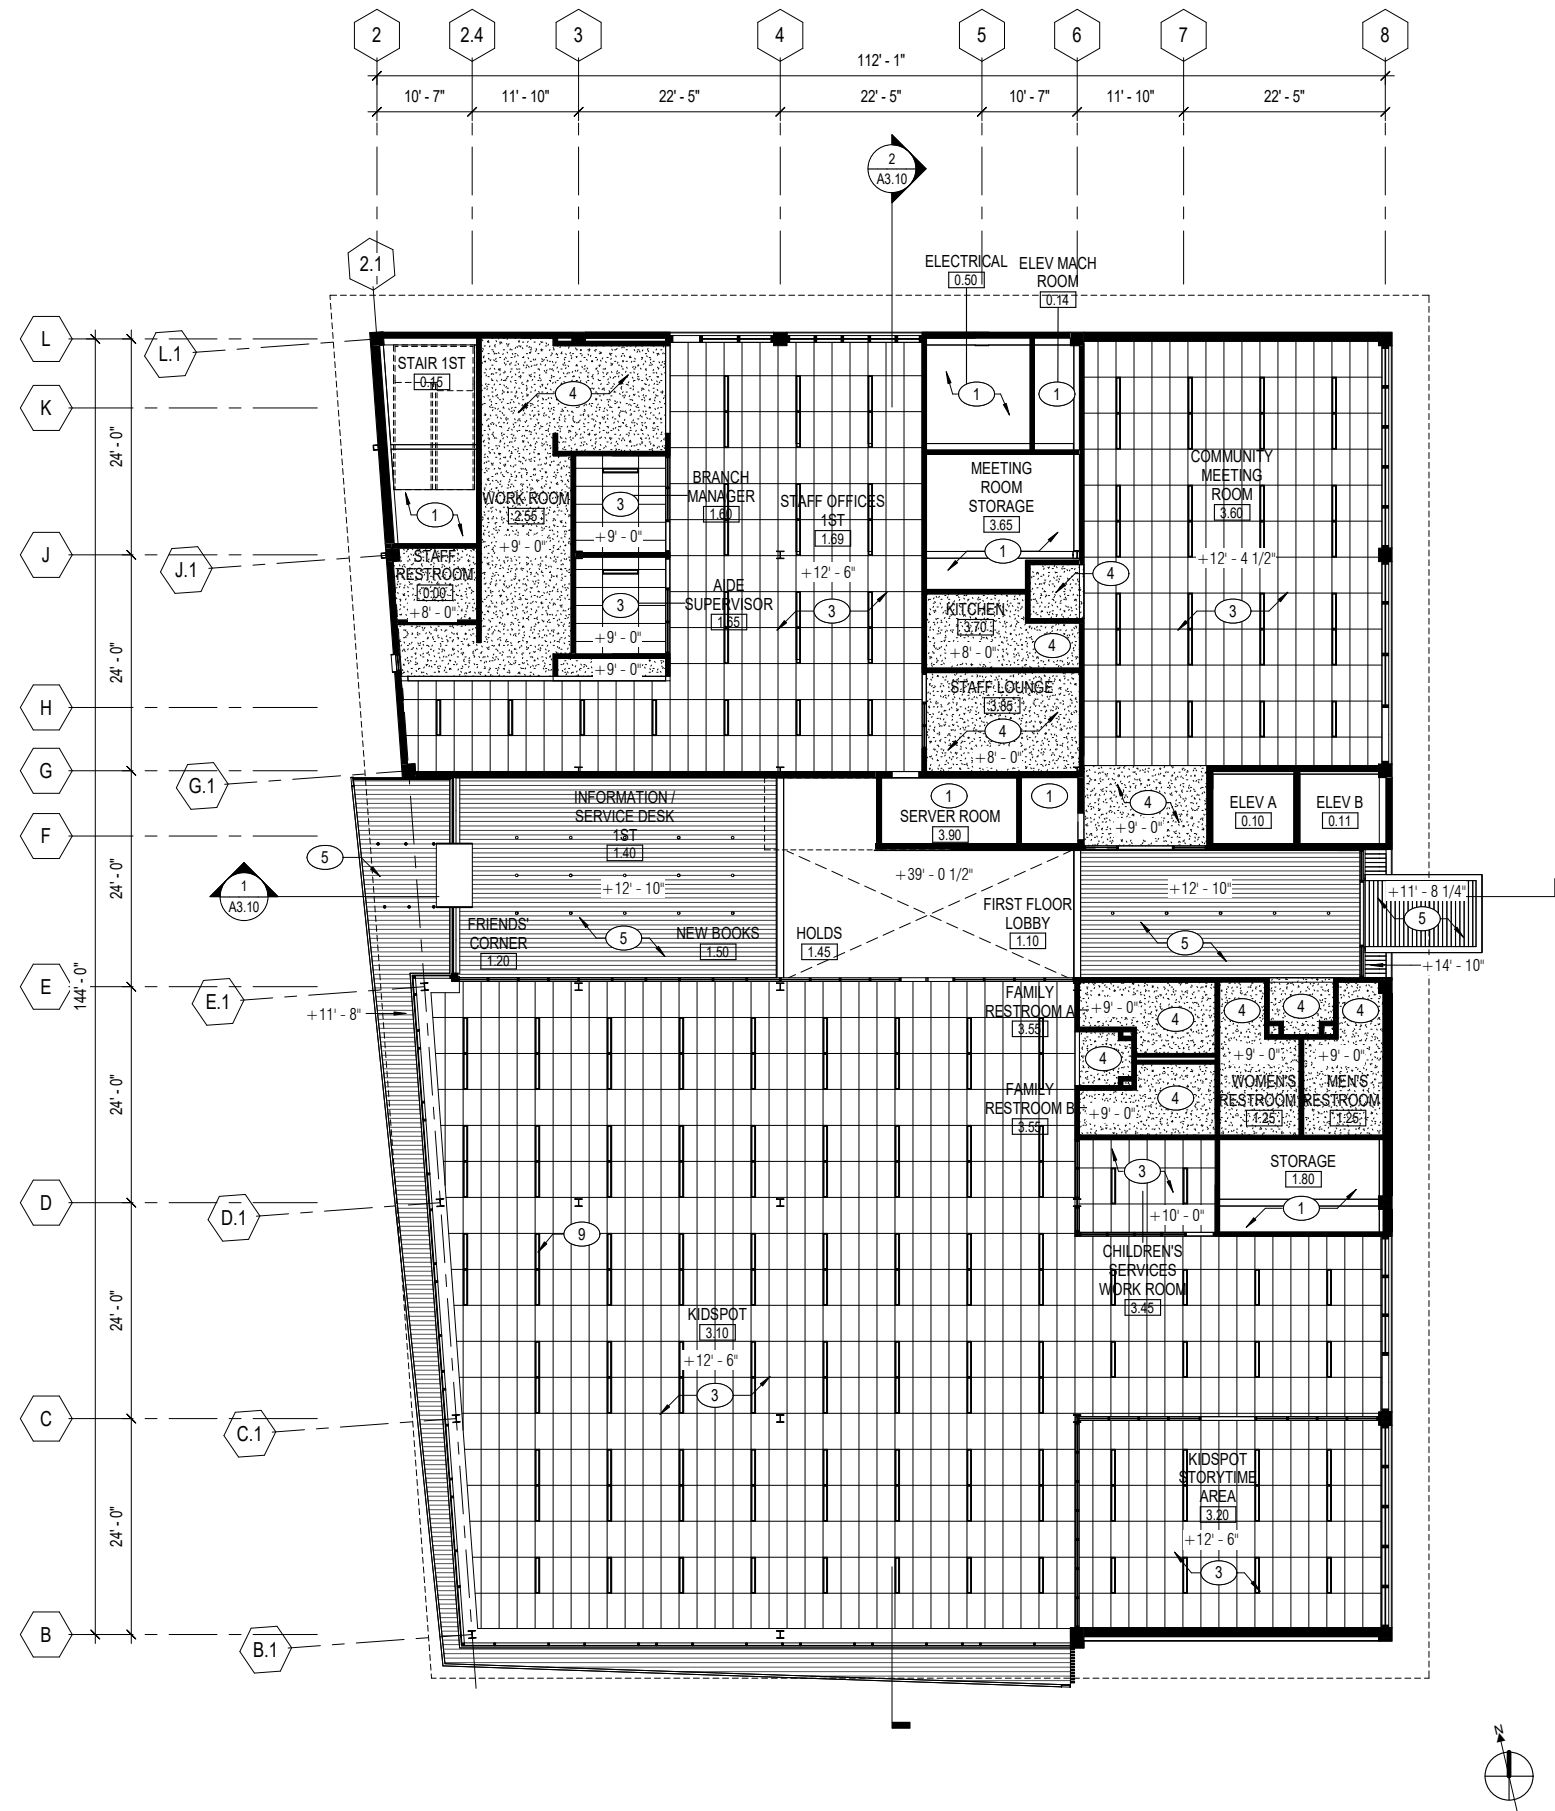 2
2.4
3
4
5
6
7
8
112' - 1"
10' - 7"
11' - 10"
22' - 5"
22' - 5"
10' - 7"
11' - 10"
22' - 5"
2
A3.10
2.1
ELECTRICAL
0.50
ELEV MACH
ROOM
0.14
L
L.1
K
24' - 0"
J
J.1
24' - 0"
H
G
G.1
F
24' - 0"
144' - 0"
E
E.1
24' - 0"
D
D.1
24' - 0"
C
C.1
24' - 0"
B
B.1
STAIR 1ST
0.15
1
4
WORK ROOM
2.55
+9' - 0"
STAFF
RESTROOM
0.00
+8' - 0"
3
+9' - 0"
BRANCH
MANAGER
1.60
3
+9' - 0"
+9' - 0"
AIDE
SUPERVISOR
1.65
STAFF OFFICES
1ST
1.69
+12' - 6"
3
1
1
MEETING
ROOM
STORAGE
3.65
1
4
KITCHEN
3.70
+8' - 0"
4
STAFF LOUNGE
3.85
4
+8' - 0"
COMMUNITY
MEETING
ROOM
3.60
+12' - 4 1/2"
3
INFORMATION /
SERVICE DESK
1ST
1.40
+12' - 10"
5
1
A3.10
FRIENDS'
CORNER
1.20
5
NEW BOOKS
1.50
HOLDS
1.45
1
SERVER ROOM
3.90
1
4
+9' - 0"
ELEV A
0.10
ELEV B
0.11
+39' - 0 1/2"
FIRST FLOOR
LOBBY
1.10
+12' - 10"
5
+11' - 8 1/4"
5
+14' - 10"
+11' - 8"
FAMILY
RESTROOM A
3.55
+9' - 0"
4
4
FAMILY
RESTROOM B
3.55
+9' - 0"
4
4
+9' - 0"
WOMEN'S
RESTROOM
1.25
4
4
+9' - 0"
MEN'S
RESTROOM
1.25
3
+10' - 0"
STORAGE
1.80
1
CHILDREN'S
SERVICES
WORK ROOM
3.45
9
KIDSPOT
3.10
+12' - 6"
3
KIDSPOT
STORYTIME
AREA
3.20
+12' - 6"
3
N